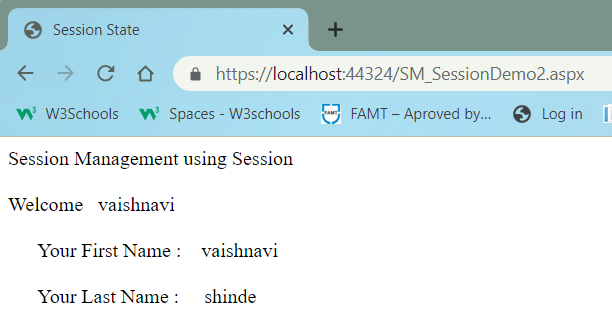 Session State
https://localhost:44324/SM_SessionDemo2.aspx
W3Schools Spaces - W3schools FAMT – Aproved by... Log in
Session Management using Session
Welcome vaishnavi
Your First Name : vaishnavi
Your Last Name : shinde